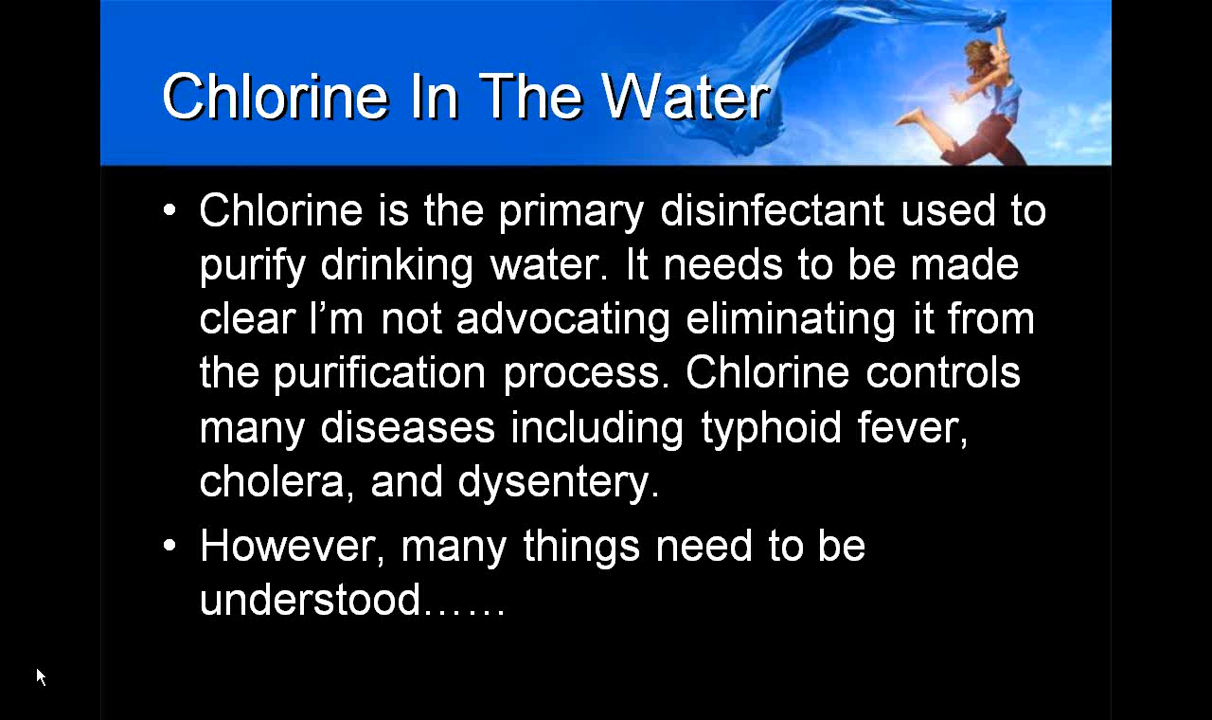 Chlorine In The Water
• Chlorine is the primary disinfectant used to
purify drinking water. It needs to be made
clear I’m not advocating eliminating it from
the purification process. Chlorine controls
many diseases including typhoid fever,
cholera, and dysentery.
• However, many things need to be
understood……